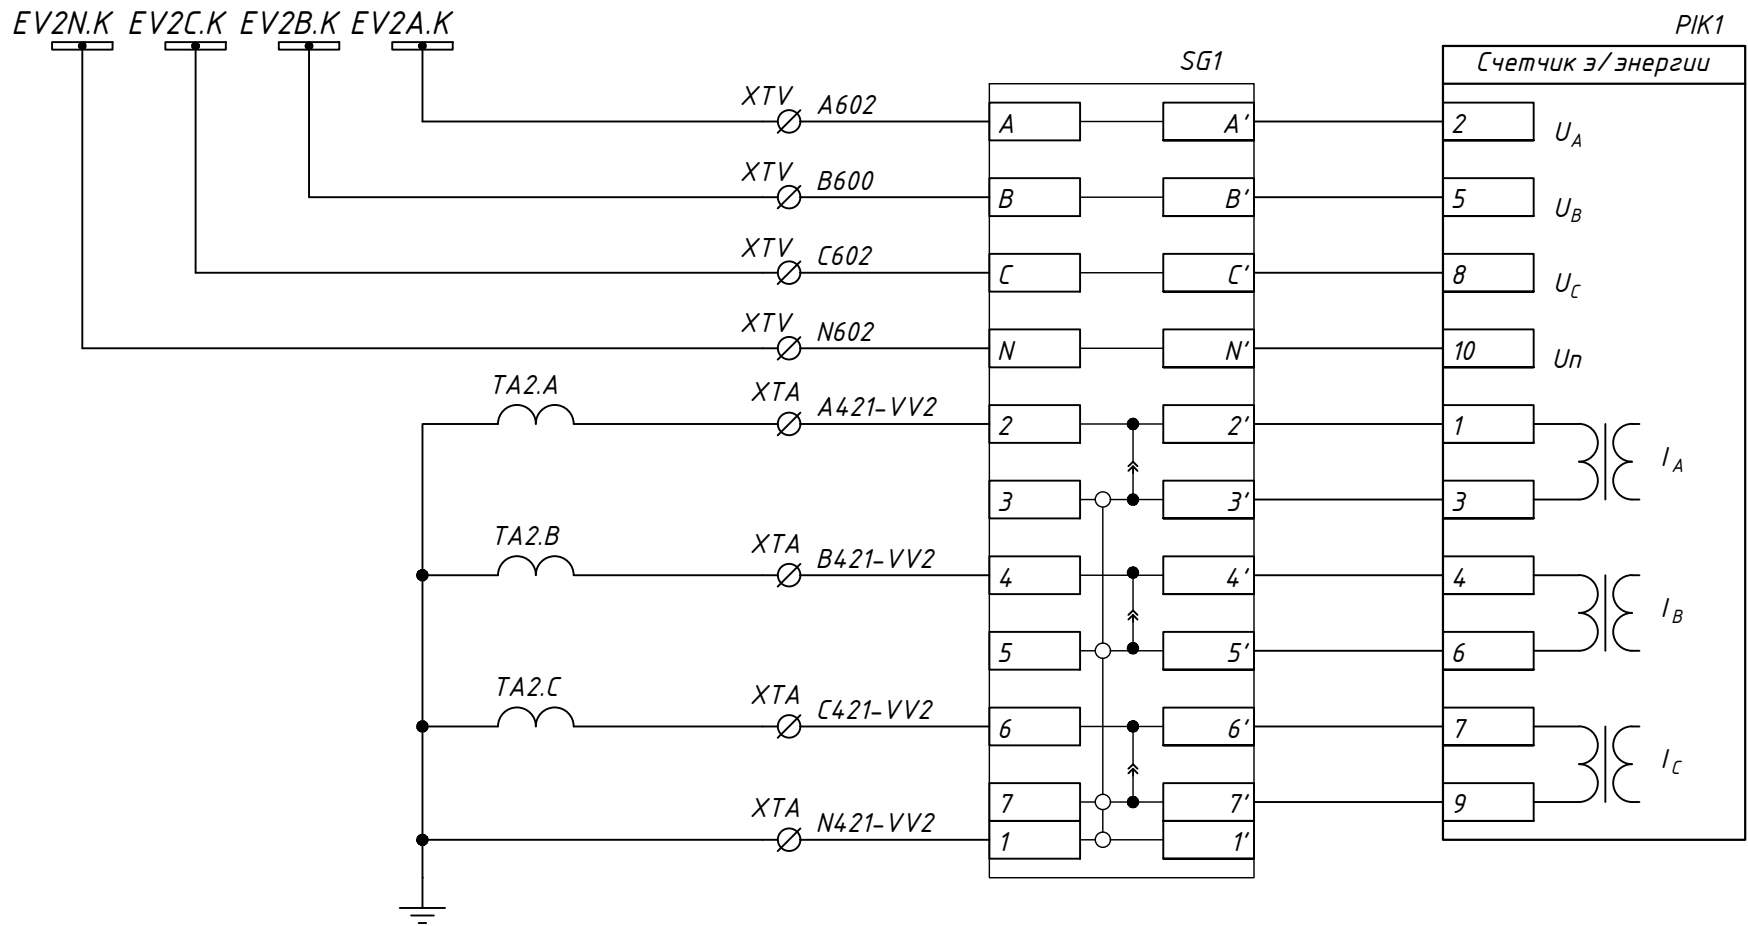 EV2N.K EV2C.K EV2B.K EV2A.K
PIK1
SG1
Счетчик э/энергии
XTV A602
A A' 2 UA
XTV B600
B B' 5 UB
XTV C602
C C' 8 UC
XTV N602
N N' 10 Un
TA2.A XTA A421-VV2
2 2' 1
IA
3 3' 3
TA2.B XTA B421-VV2
4 4' 4
IB
5 5' 6
TA2.C XTA C421-VV2
6 6' 7
IC
7 7' 9
XTA N421-VV2
1 1'